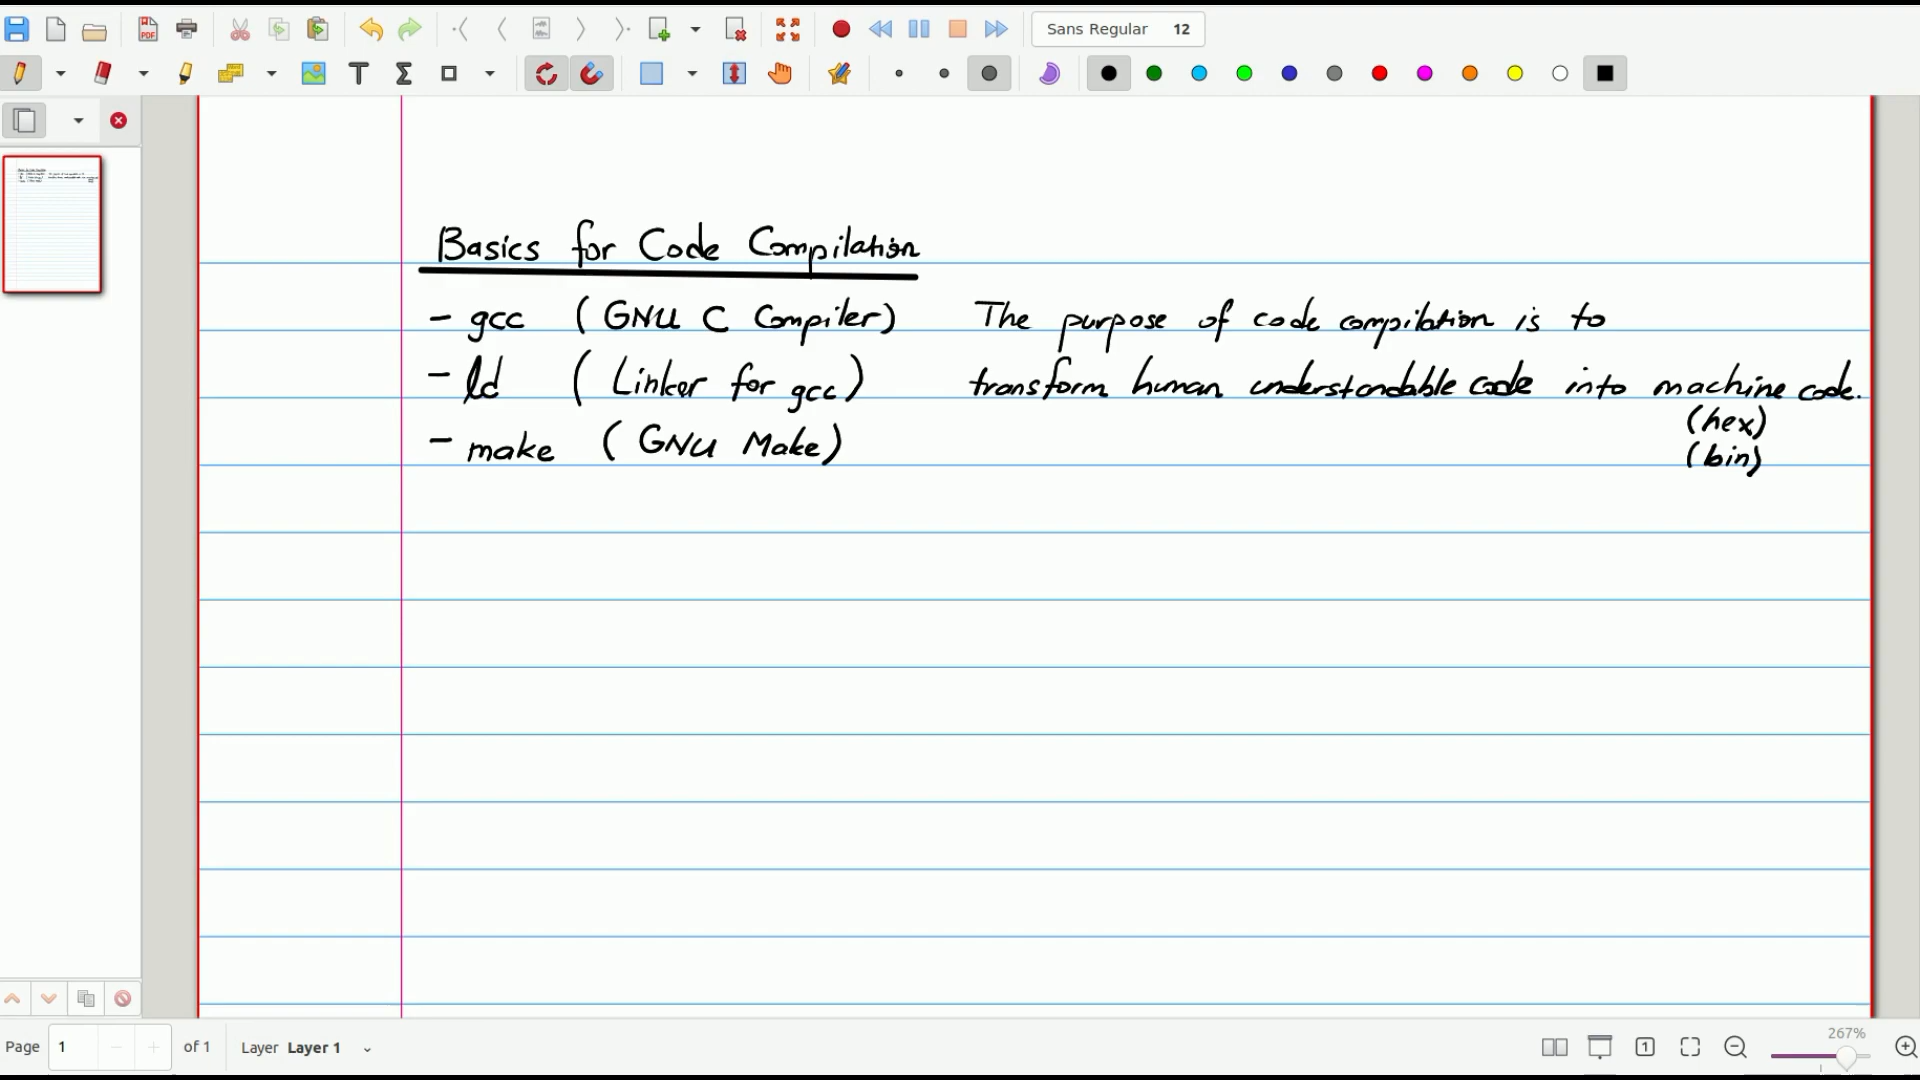 Sans Regular 12
Basics for Code Compilation
- gcc (GNU C Compiler) The purpose of code compilation is to
- ld (Linker for gcc) transform human understandable code into machine code.
(hex)
- make (GNU Make) (bin)
Page 1 of 1 Layer Layer 1 267%